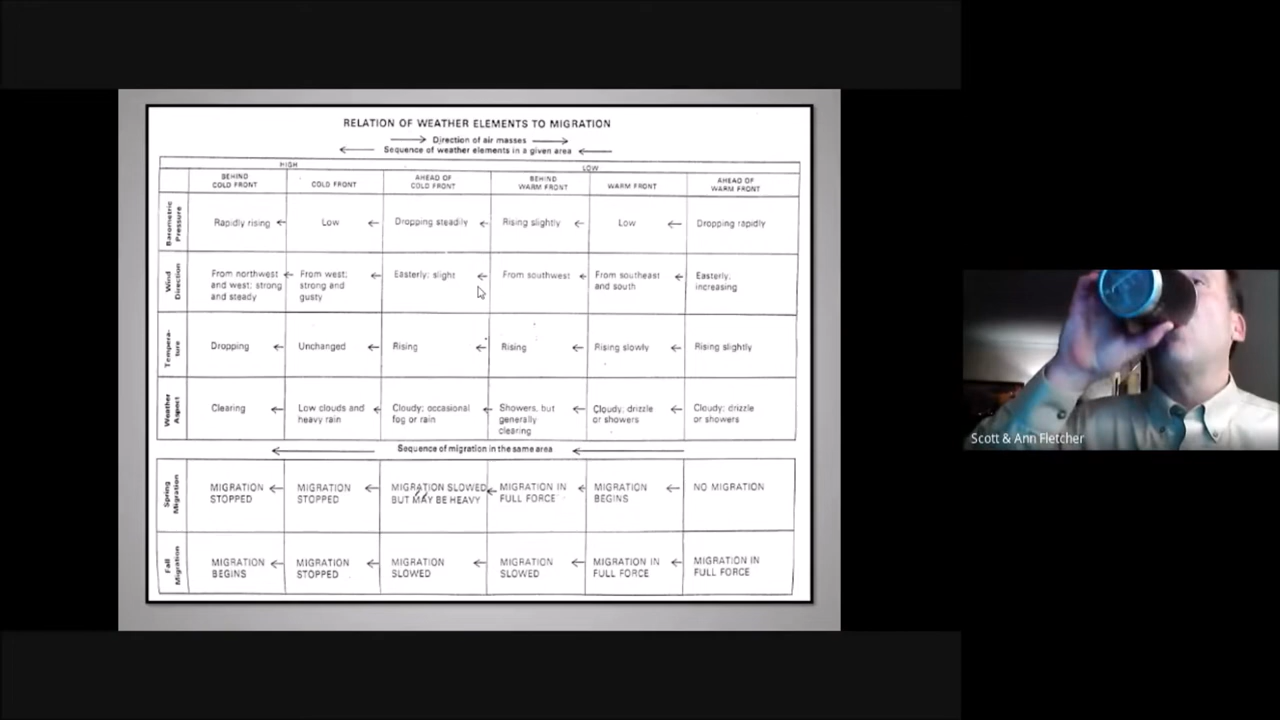 RELATION OF WEATHER ELEMENTS TO MIGRATION
Direction of air masses
Sequence of weather elements in a given area
HIGH LOW
BEHIND COLD FRONT COLD FRONT AHEAD OF COLD FRONT BEHIND WARM FRONT WARM FRONT AHEAD OF WARM FRONT
Barometric Pressure Rapidly rising ← Low ← Dropping steadily ← Rising slightly ← Low ← Dropping rapidly
Wind Direction From northwest and west; strong and steady ← From west; strong and gusty ← Easterly; slight ← From southwest ← From southeast and south ← Easterly, increasing
Tempera-ture Dropping ← Unchanged ← Rising ← Rising ← Rising slowly ← Rising slightly
Weather Aspect Clearing ← Low clouds and heavy rain ← Cloudy; occasional fog or rain ← Showers, but generally clearing ← Cloudy; drizzle or showers ← Cloudy; drizzle or showers
Sequence of migration in the same area
Spring Migration MIGRATION STOPPED ← MIGRATION STOPPED ← MIGRATION SLOWED BUT MAY BE HEAVY ← MIGRATION IN FULL FORCE ← MIGRATION BEGINS ← NO MIGRATION
Fall Migration MIGRATION BEGINS ← MIGRATION STOPPED ← MIGRATION SLOWED ← MIGRATION SLOWED ← MIGRATION IN FULL FORCE ← MIGRATION IN FULL FORCE
Scott & Ann Fletcher